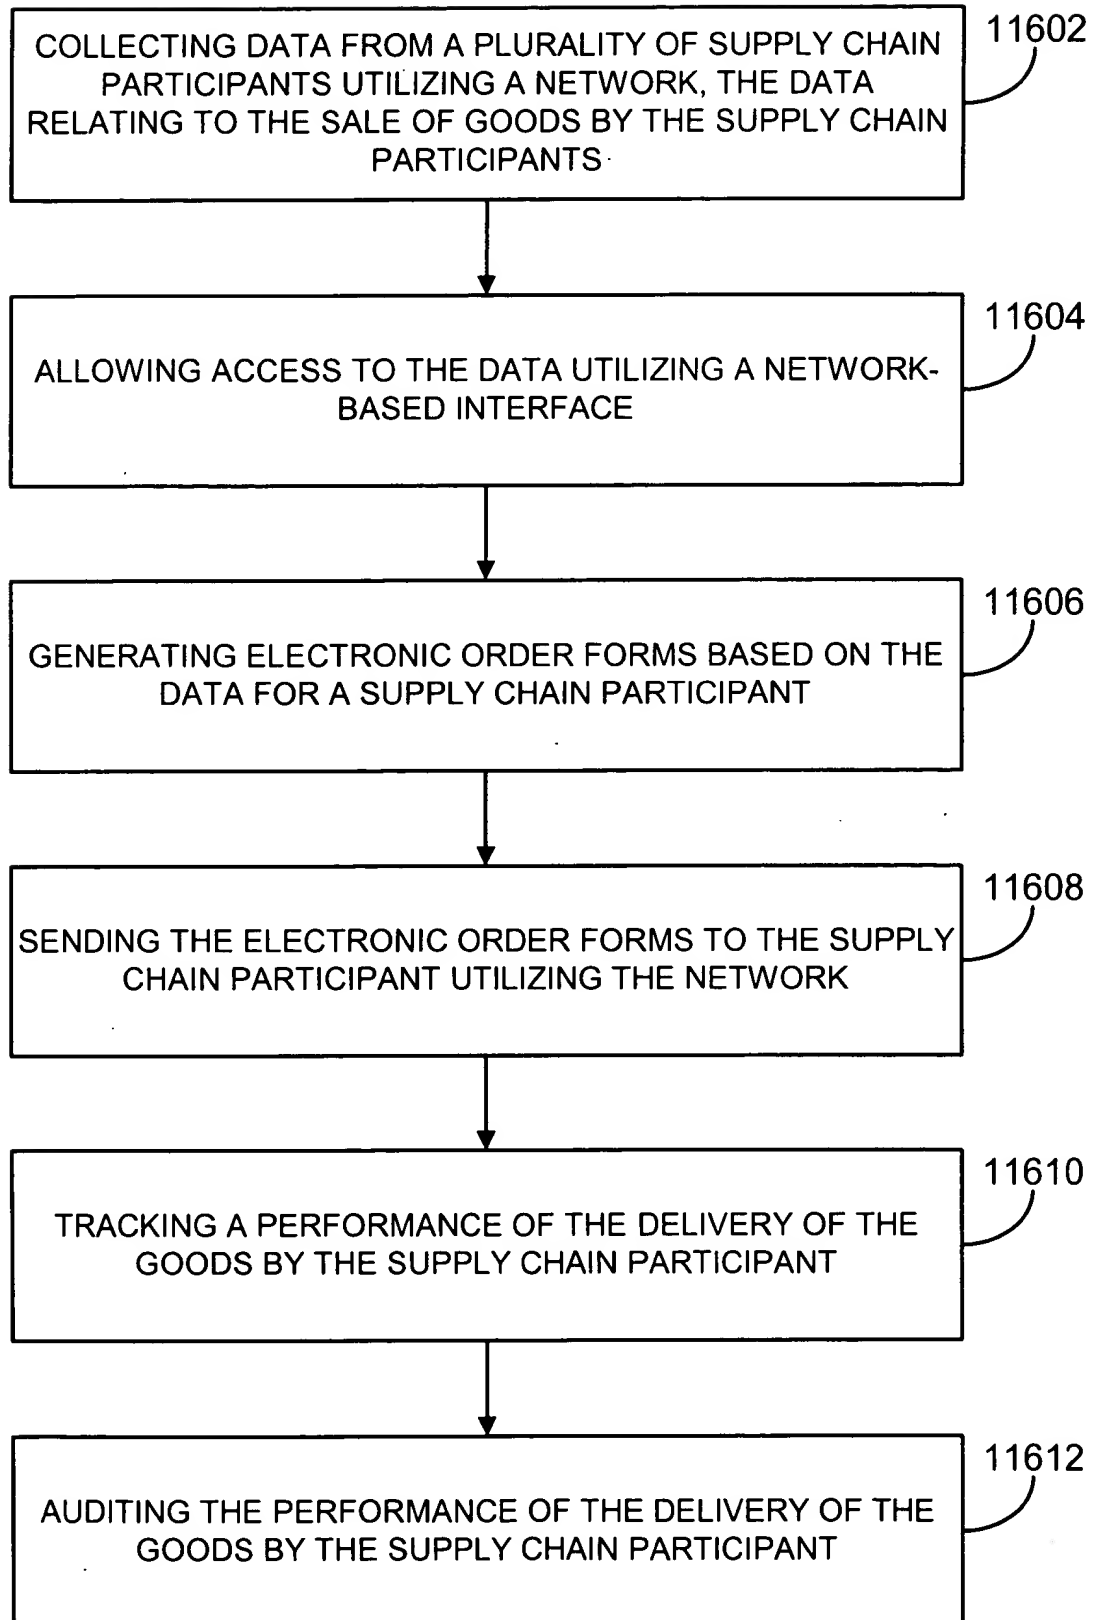 11602
COLLECTING DATA FROM A PLURALITY OF SUPPLY CHAIN
PARTICIPANTS UTILIZING A NETWORK, THE DATA
RELATING TO THE SALE OF GOODS BY THE SUPPLY CHAIN
PARTICIPANTS
11604
ALLOWING ACCESS TO THE DATA UTILIZING A NETWORK-
BASED INTERFACE
11606
GENERATING ELECTRONIC ORDER FORMS BASED ON THE
DATA FOR A SUPPLY CHAIN PARTICIPANT
11608
SENDING THE ELECTRONIC ORDER FORMS TO THE SUPPLY
CHAIN PARTICIPANT UTILIZING THE NETWORK
11610
TRACKING A PERFORMANCE OF THE DELIVERY OF THE
GOODS BY THE SUPPLY CHAIN PARTICIPANT
11612
AUDITING THE PERFORMANCE OF THE DELIVERY OF THE
GOODS BY THE SUPPLY CHAIN PARTICIPANT